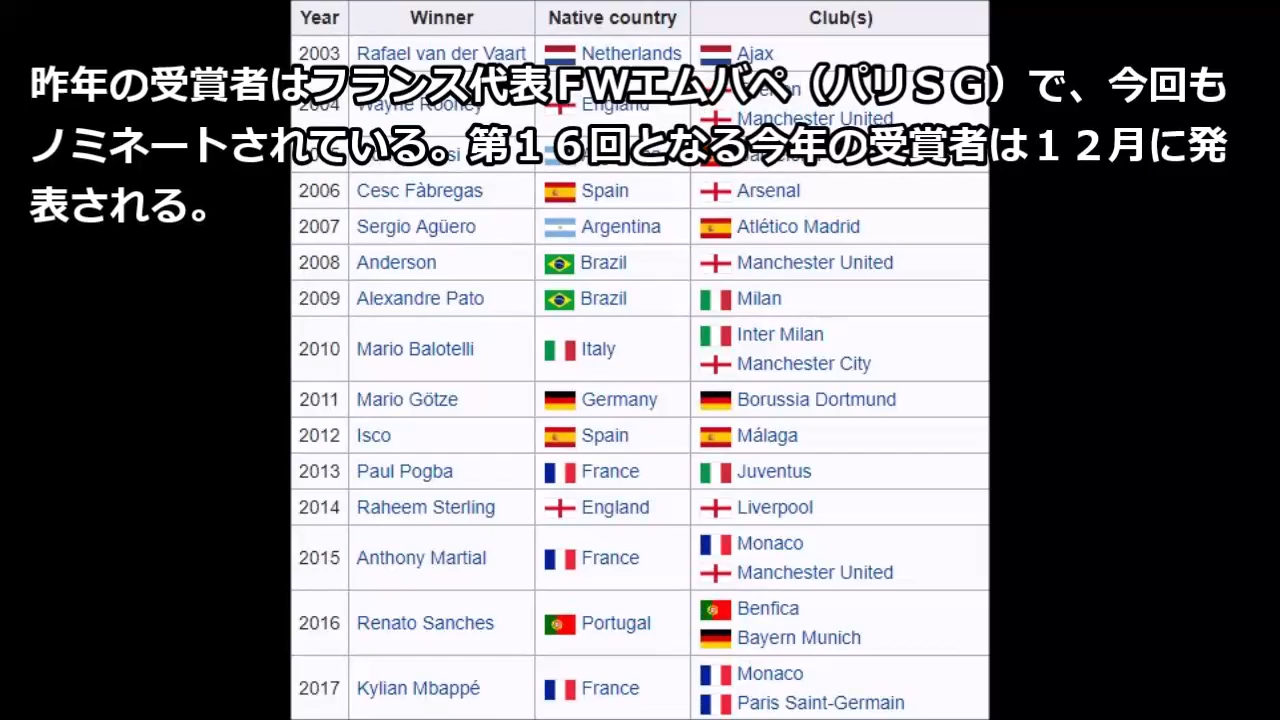 Year Winner Native country Club(s)
2003 Rafael van der Vaart Netherlands Ajax
昨年の受賞者はフランス代表ＦＷエムバペ（パリＳＧ）で、今回も
2004 Wayne Rooney England
Manchester United
ノミネートされている。第１６回となる今年の受賞者は１２月に発
表される。
2006 Cesc Fàbregas Spain Arsenal
2007 Sergio Agüero Argentina Atlético Madrid
2008 Anderson Brazil Manchester United
2009 Alexandre Pato Brazil Milan
2010 Mario Balotelli Italy Inter Milan
Manchester City
2011 Mario Götze Germany Borussia Dortmund
2012 Isco Spain Málaga
2013 Paul Pogba France Juventus
2014 Raheem Sterling England Liverpool
2015 Anthony Martial France Monaco
Manchester United
2016 Renato Sanches Portugal Benfica
Bayern Munich
2017 Kylian Mbappé France Monaco
Paris Saint-Germain